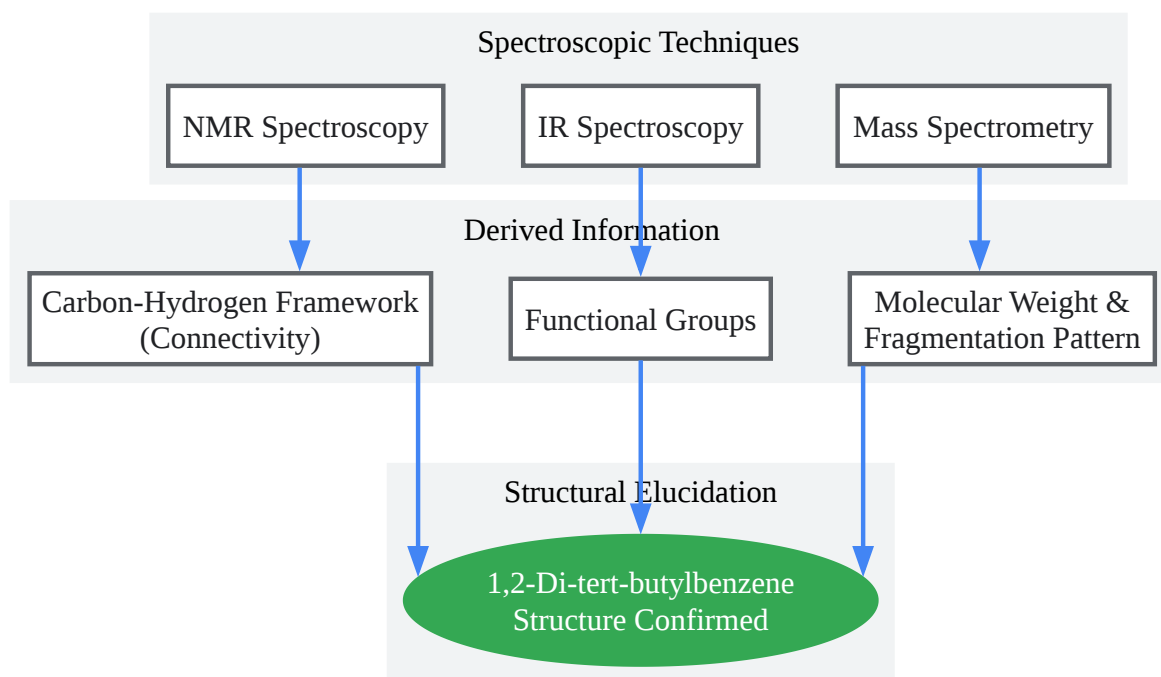 Spectroscopic Techniques
NMR Spectroscopy
IR Spectroscopy
Mass Spectrometry
Derived Information
Carbon-Hydrogen Framework
(Connectivity)
Functional Groups
Molecular Weight &
Fragmentation Pattern
Structural Elucidation
1,2-Di-tert-butylbenzene
Structure Confirmed